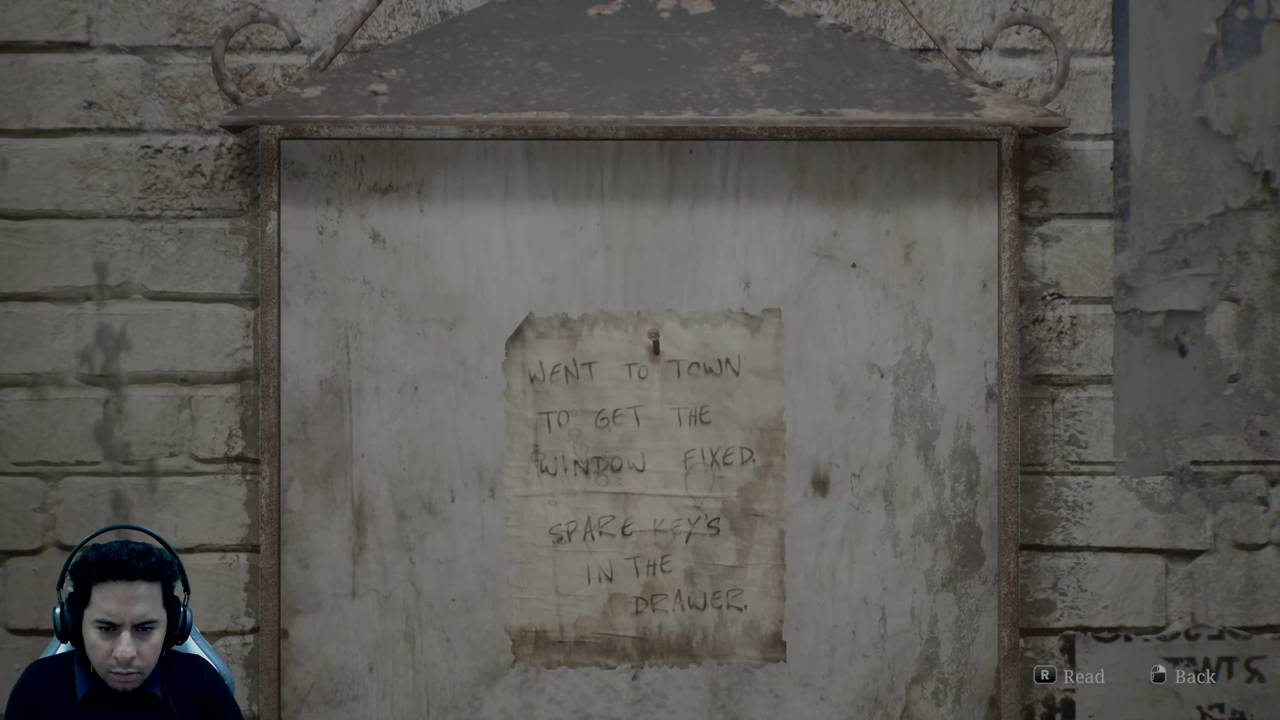 WENT TO TOWN
TO GET THE
WINDOW FIXED.
SPARE KEY'S
IN THE
DRAWER.
R Read
Back